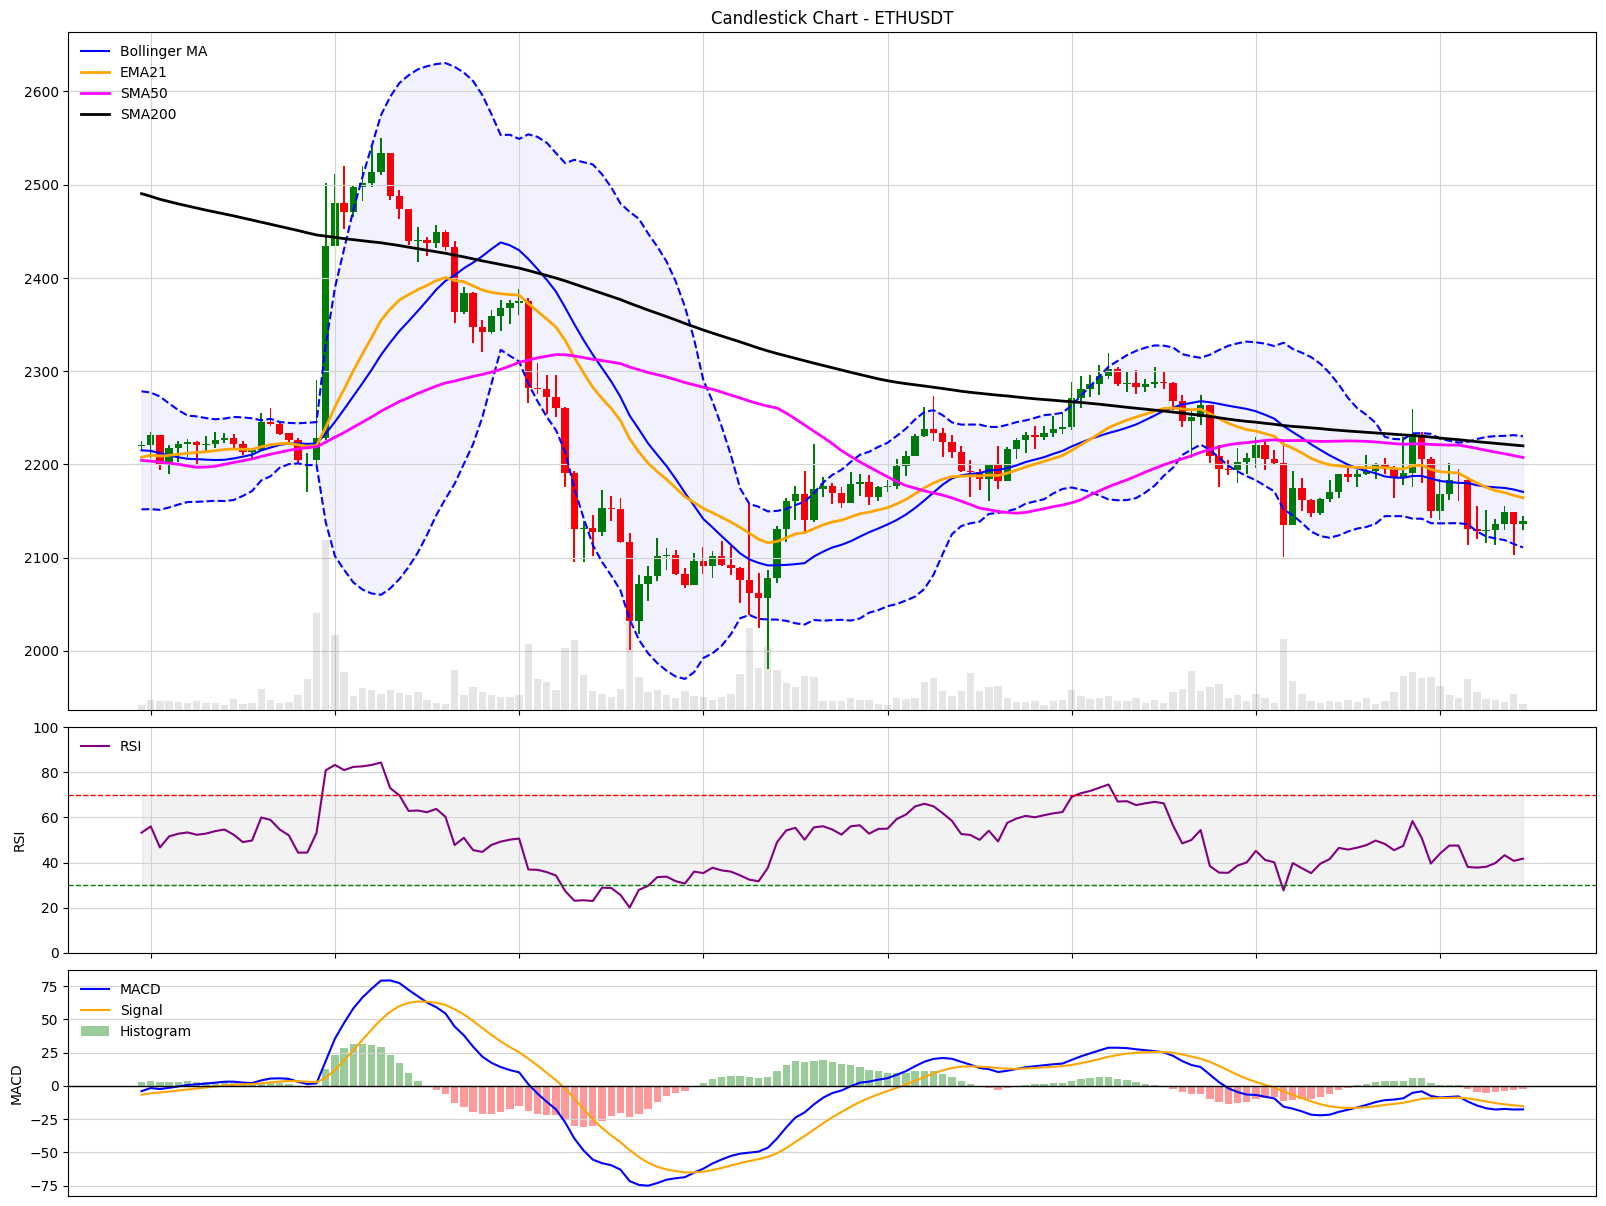 Candlestick Chart - ETHUSDT
Bollinger MA
EMA21
SMA50
SMA200
2600
2500
2400
2300
2200
2100
2000
RSI
100
80
60
40
20
0
RSI
MACD
Signal
Histogram
75
50
25
0
−25
−50
−75
MACD